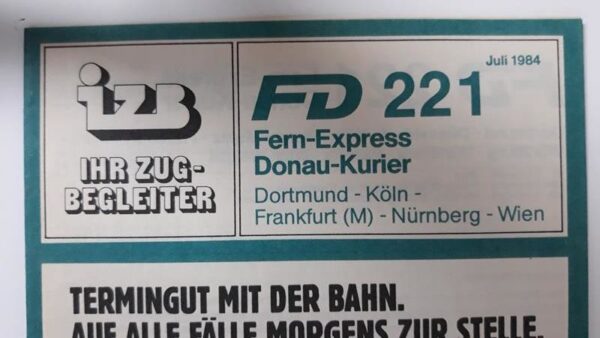 izb
IHR ZUG-
BEGLEITER
Juli 1984
FD 221
Fern-Express
Donau-Kurier
Dortmund - Köln -
Frankfurt (M) - Nürnberg - Wien
TERMINGUT MIT DER BAHN.
AUF ALLE FÄLLE MORGENS ZUR STELLE.